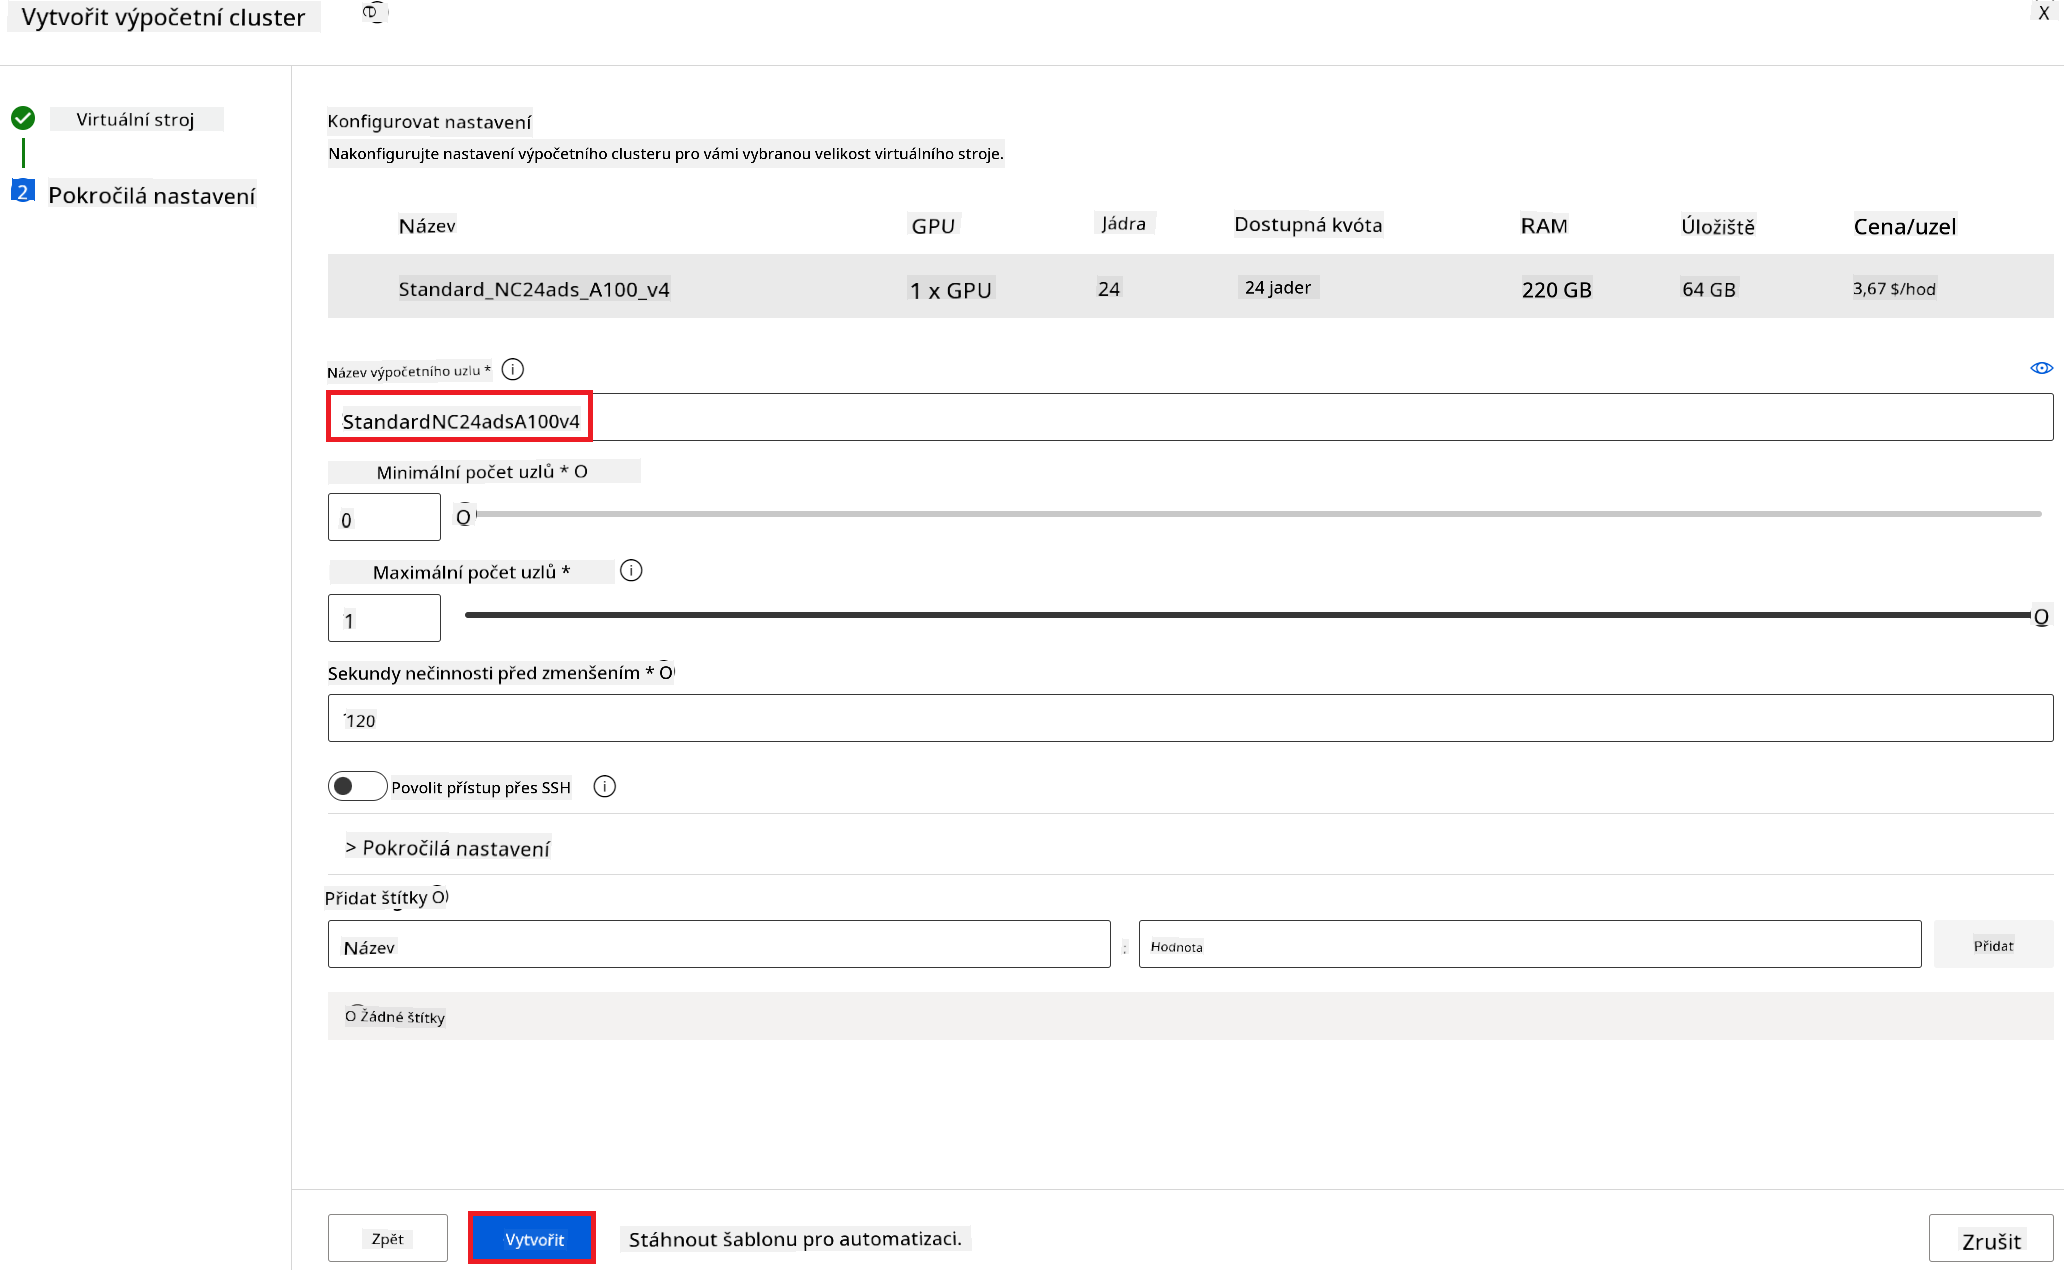 Vytvořit výpočetní cluster
X
Virtuální stroj
2 Pokročilá nastavení
Konfigurovat nastavení
Nakonfigurujte nastavení výpočetního clusteru pro vámi vybranou velikost virtuálního stroje.
Název GPU Jádra Dostupná kvóta RAM Úložiště Cena/uzel
Standard_NC24ads_A100_v4 1 x GPU 24 24 jader 220 GB 64 GB 3,67 $/hod
Název výpočetního uzlu *
StandardNC24adsA100v4
Minimální počet uzlů * O
0
Maximální počet uzlů *
1
Sekundy nečinnosti před zmenšením * O
120
Povolit přístup přes SSH
> Pokročilá nastavení
Přidat štítky O
Název : Hodnota Přidat
O Žádné štítky
Zpět Vytvořit Stáhnout šablonu pro automatizaci. Zrušit